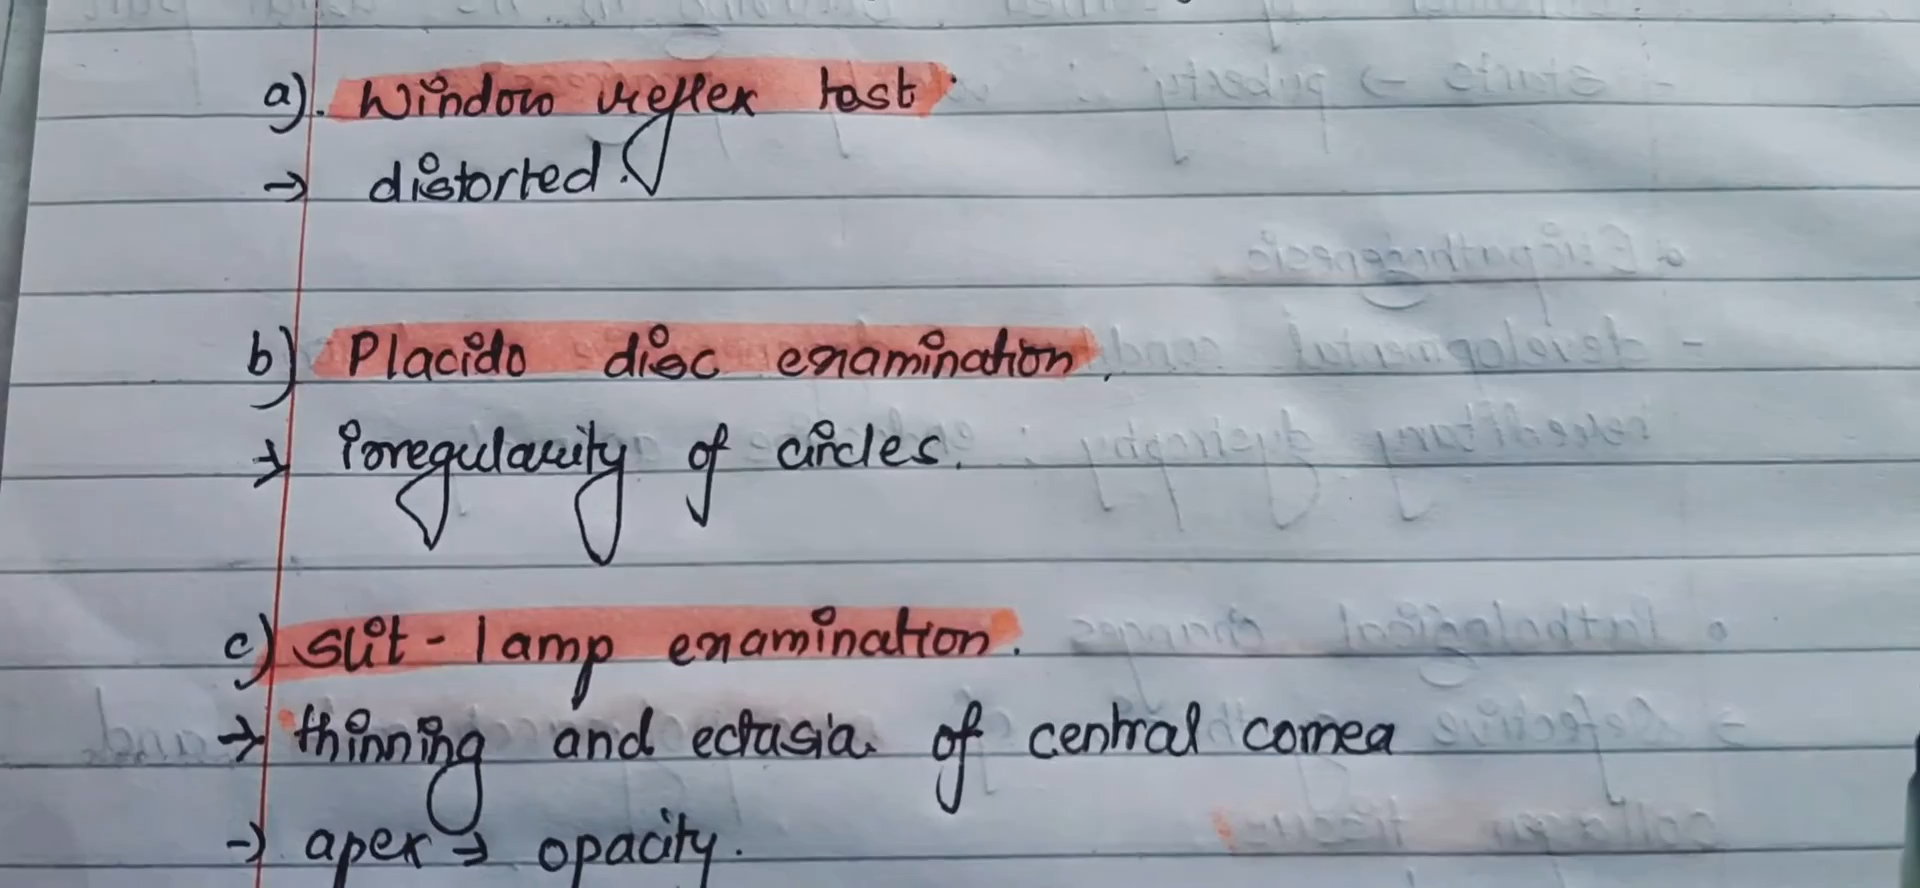 a). Window reflex test.
→ distorted.
b) Placido disc examination.
→ irregularity of circles.
c) slit-lamp examination.
→ thinning and ectasia of central cornea
→ apex → opacity.